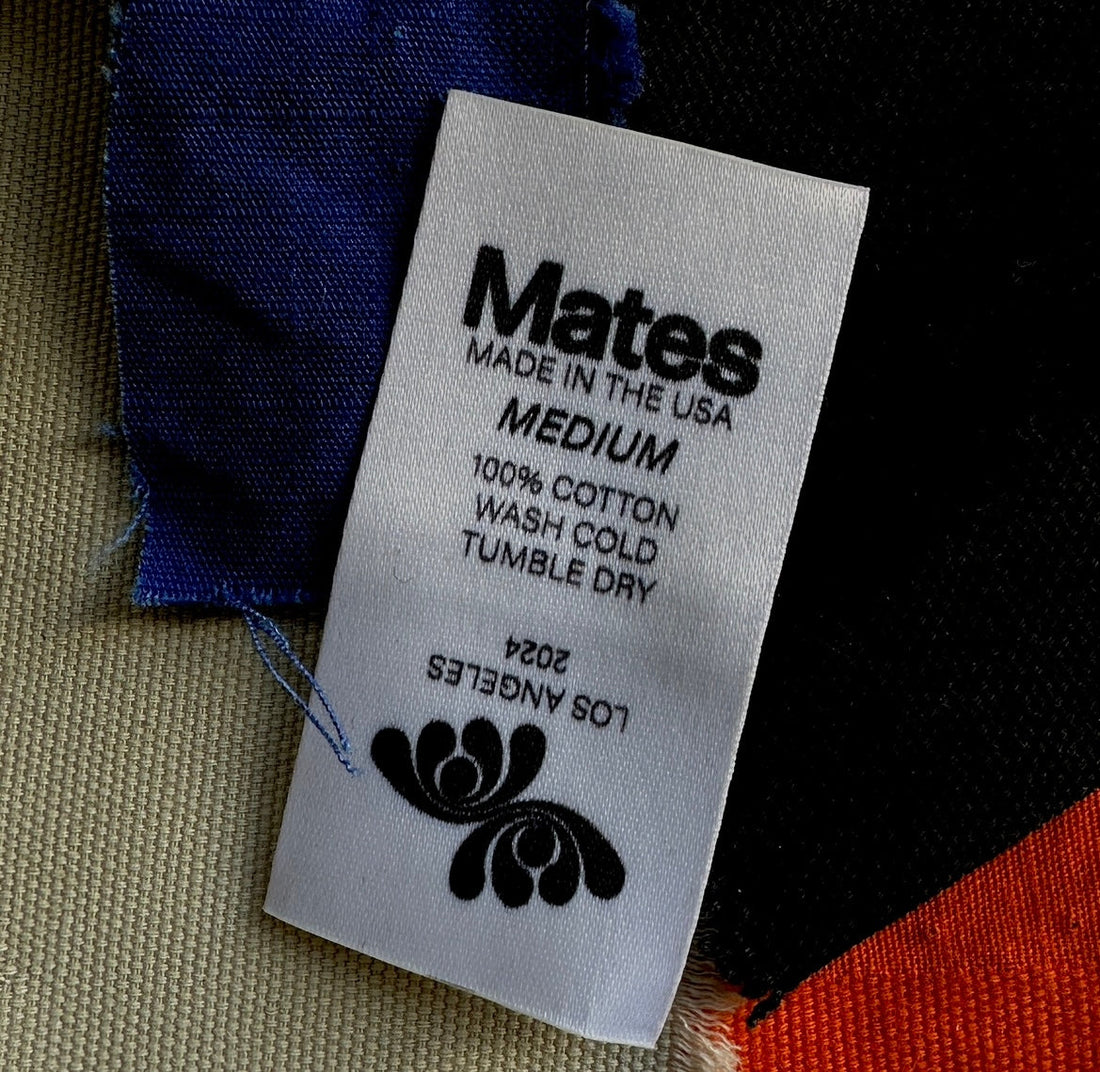 Mates
MADE IN THE USA
MEDIUM
100% COTTON
WASH COLD
TUMBLE DRY
LOS ANGELES
2024